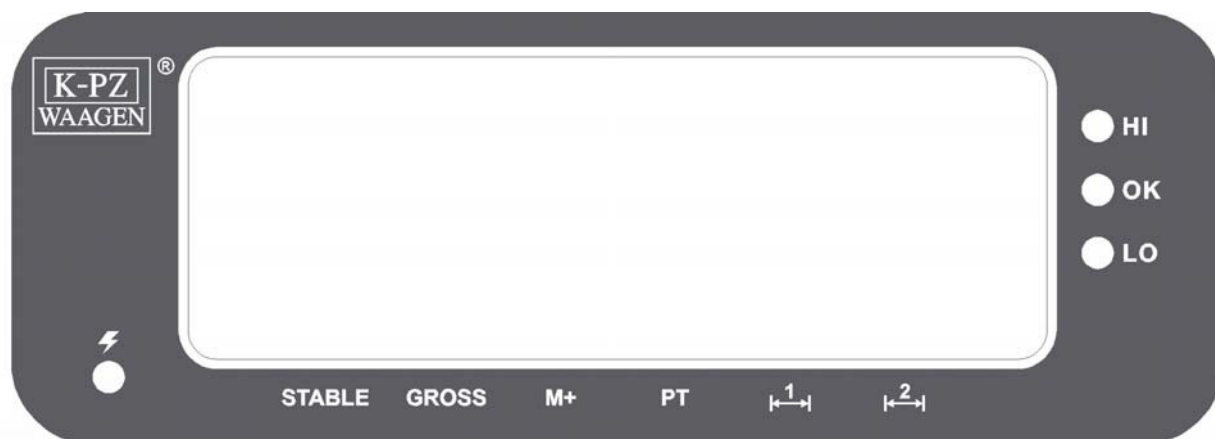 K-PZ ®
WAAGEN
HI
OK
LO
STABLE GROSS M+ PT 1 2